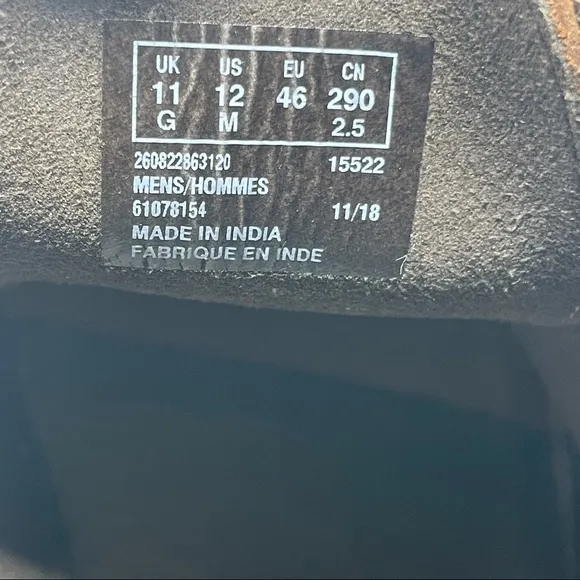 UK US EU CN
11 12 46 290
G M 2.5
260822863120 15522
MENS/HOMMES
61078154 11/18
MADE IN INDIA
FABRIQUE EN INDE